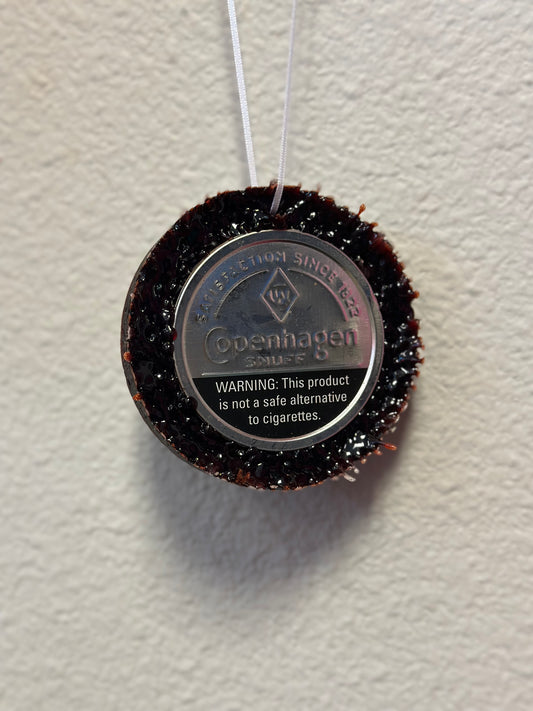 SATISFACTION SINCE 1822
Copenhagen
SNUFF
WARNING: This product
is not a safe alternative
to cigarettes.